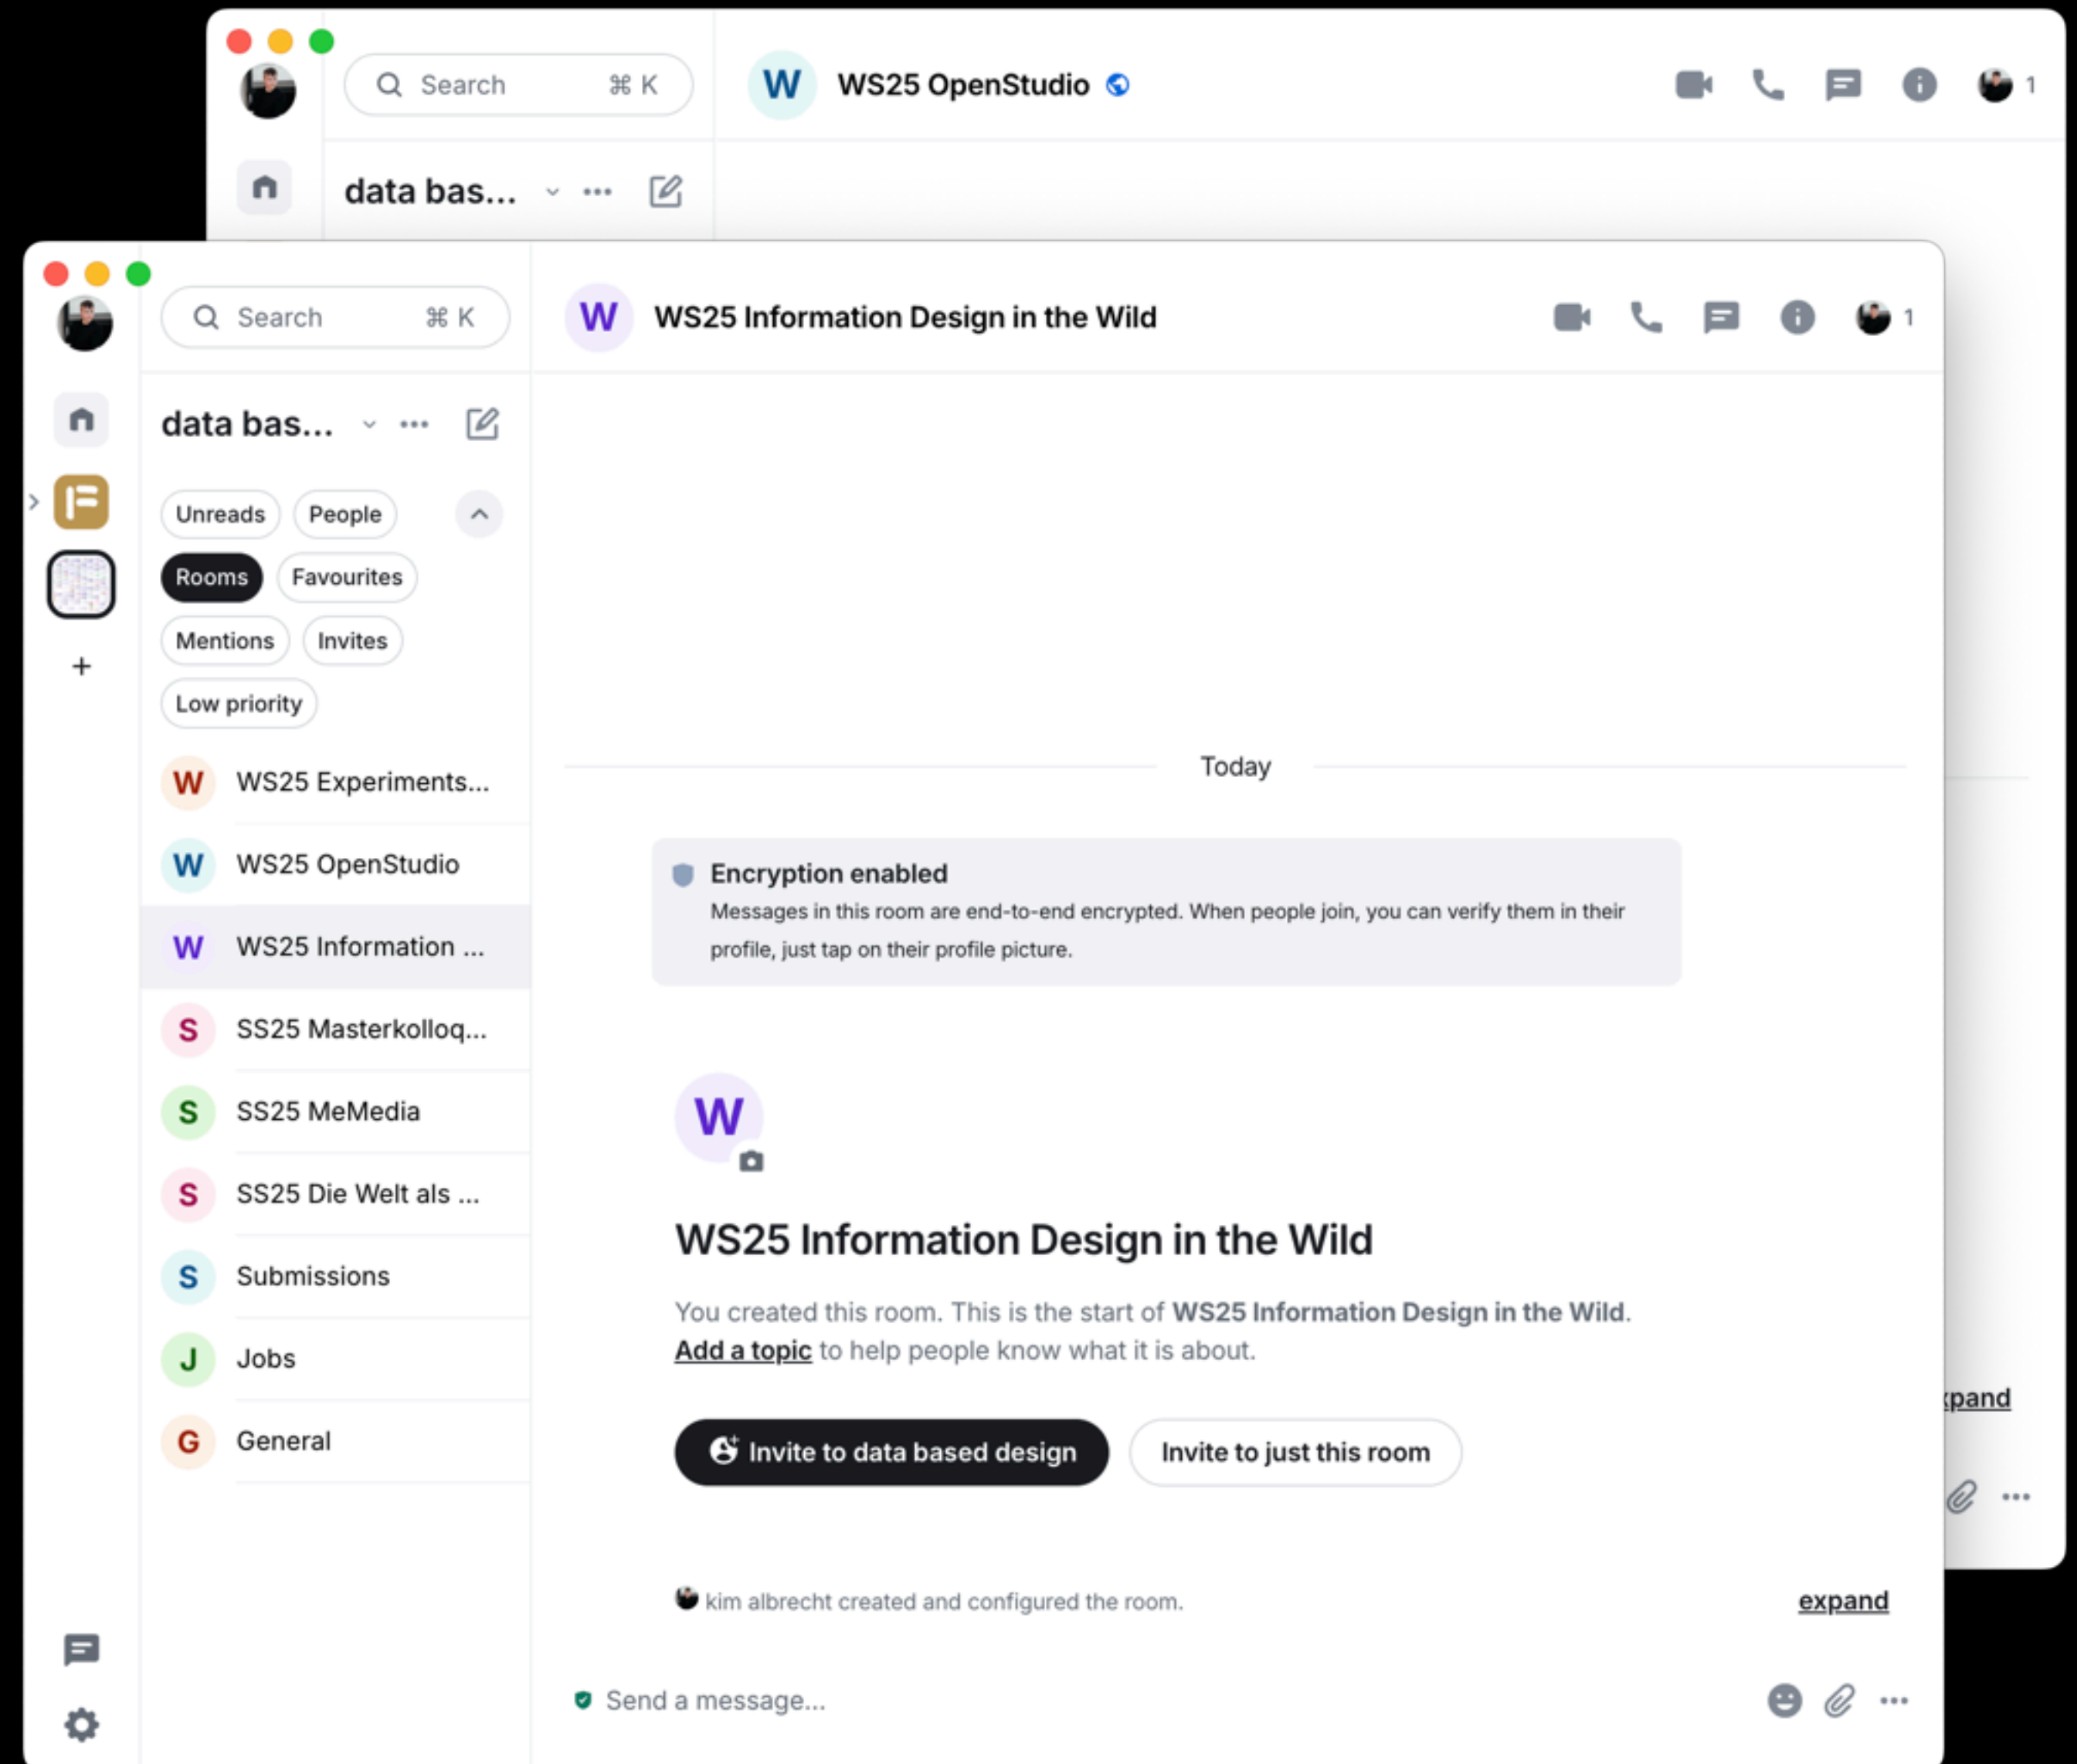 Search ⌘ K
W WS25 OpenStudio
1
data bas...
Search ⌘ K
W WS25 Information Design in the Wild
1
data bas...
Unreads People
Rooms Favourites
Mentions Invites
Low priority
W WS25 Experiments...
W WS25 OpenStudio
W WS25 Information ...
S SS25 Masterkolloq...
S SS25 MeMedia
S SS25 Die Welt als ...
S Submissions
J Jobs
G General
Today
Encryption enabled
Messages in this room are end-to-end encrypted. When people join, you can verify them in their
profile, just tap on their profile picture.
W
WS25 Information Design in the Wild
You created this room. This is the start of WS25 Information Design in the Wild.
Add a topic to help people know what it is about.
Invite to data based design Invite to just this room
kim albrecht created and configured the room.
expand
Send a message...
xpand